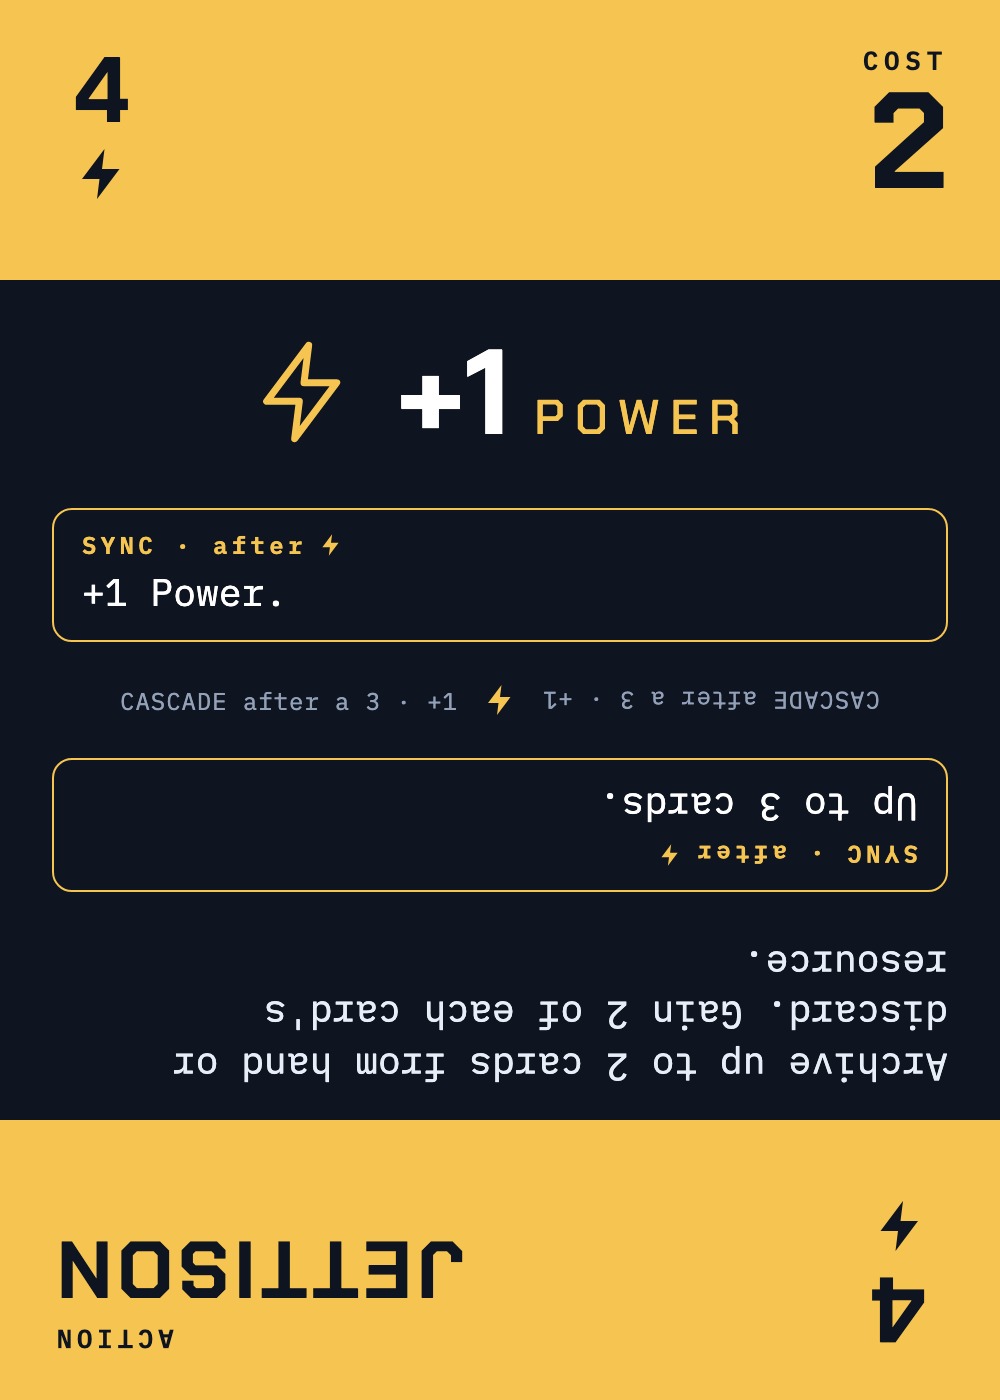 4
COST
2
+1 POWER
SYNC · after
+1 Power.
CASCADE after a 3 · +1
4
ACTION
JETTISON
Archive up to 2 cards from hand or
discard. Gain 2 of each card's
resource.
SYNC · after
Up to 3 cards.
CASCADE after a 3 · +1